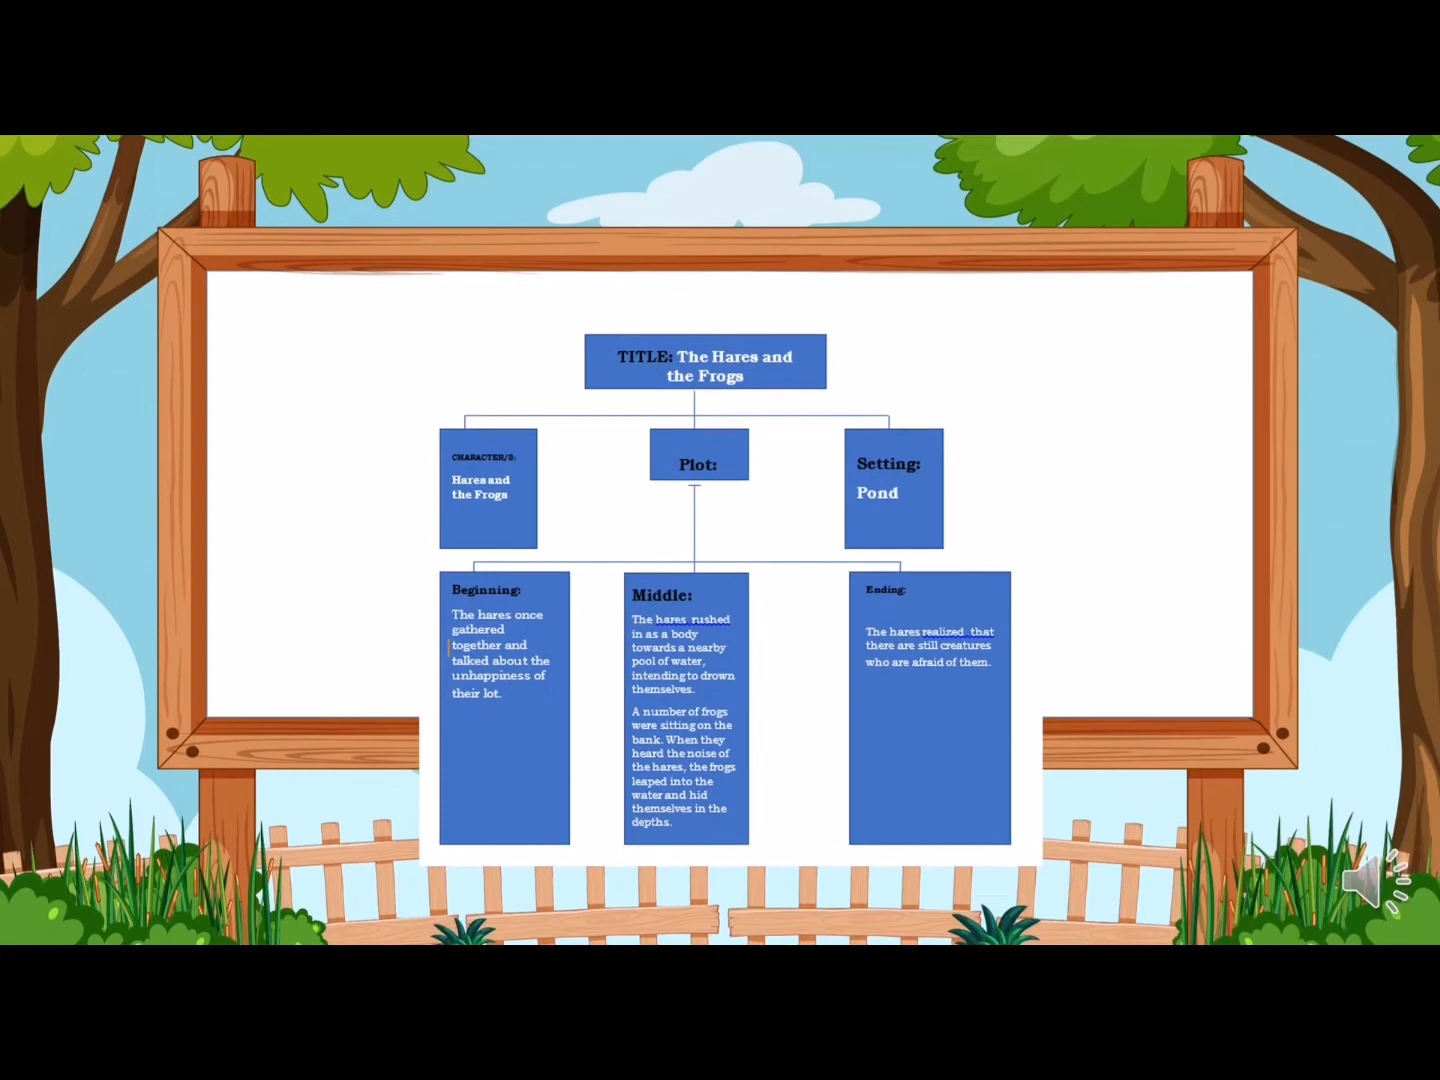 TITLE: The Hares and
the Frogs
CHARACTER/S:
Hares and
the Frogs
Plot:
Setting:
Pond
Beginning:
The hares once
gathered
together and
talked about the
unhappiness of
their lot.
Middle:
The hares rushed
in as a body
towards a nearby
pool of water,
intending to drown
themselves.
A number of frogs
were sitting on the
bank. When they
heard the noise of
the hares, the frogs
leaped into the
water and hid
themselves in the
depths.
Ending:
The hares realized that
there are still creatures
who are afraid of them.